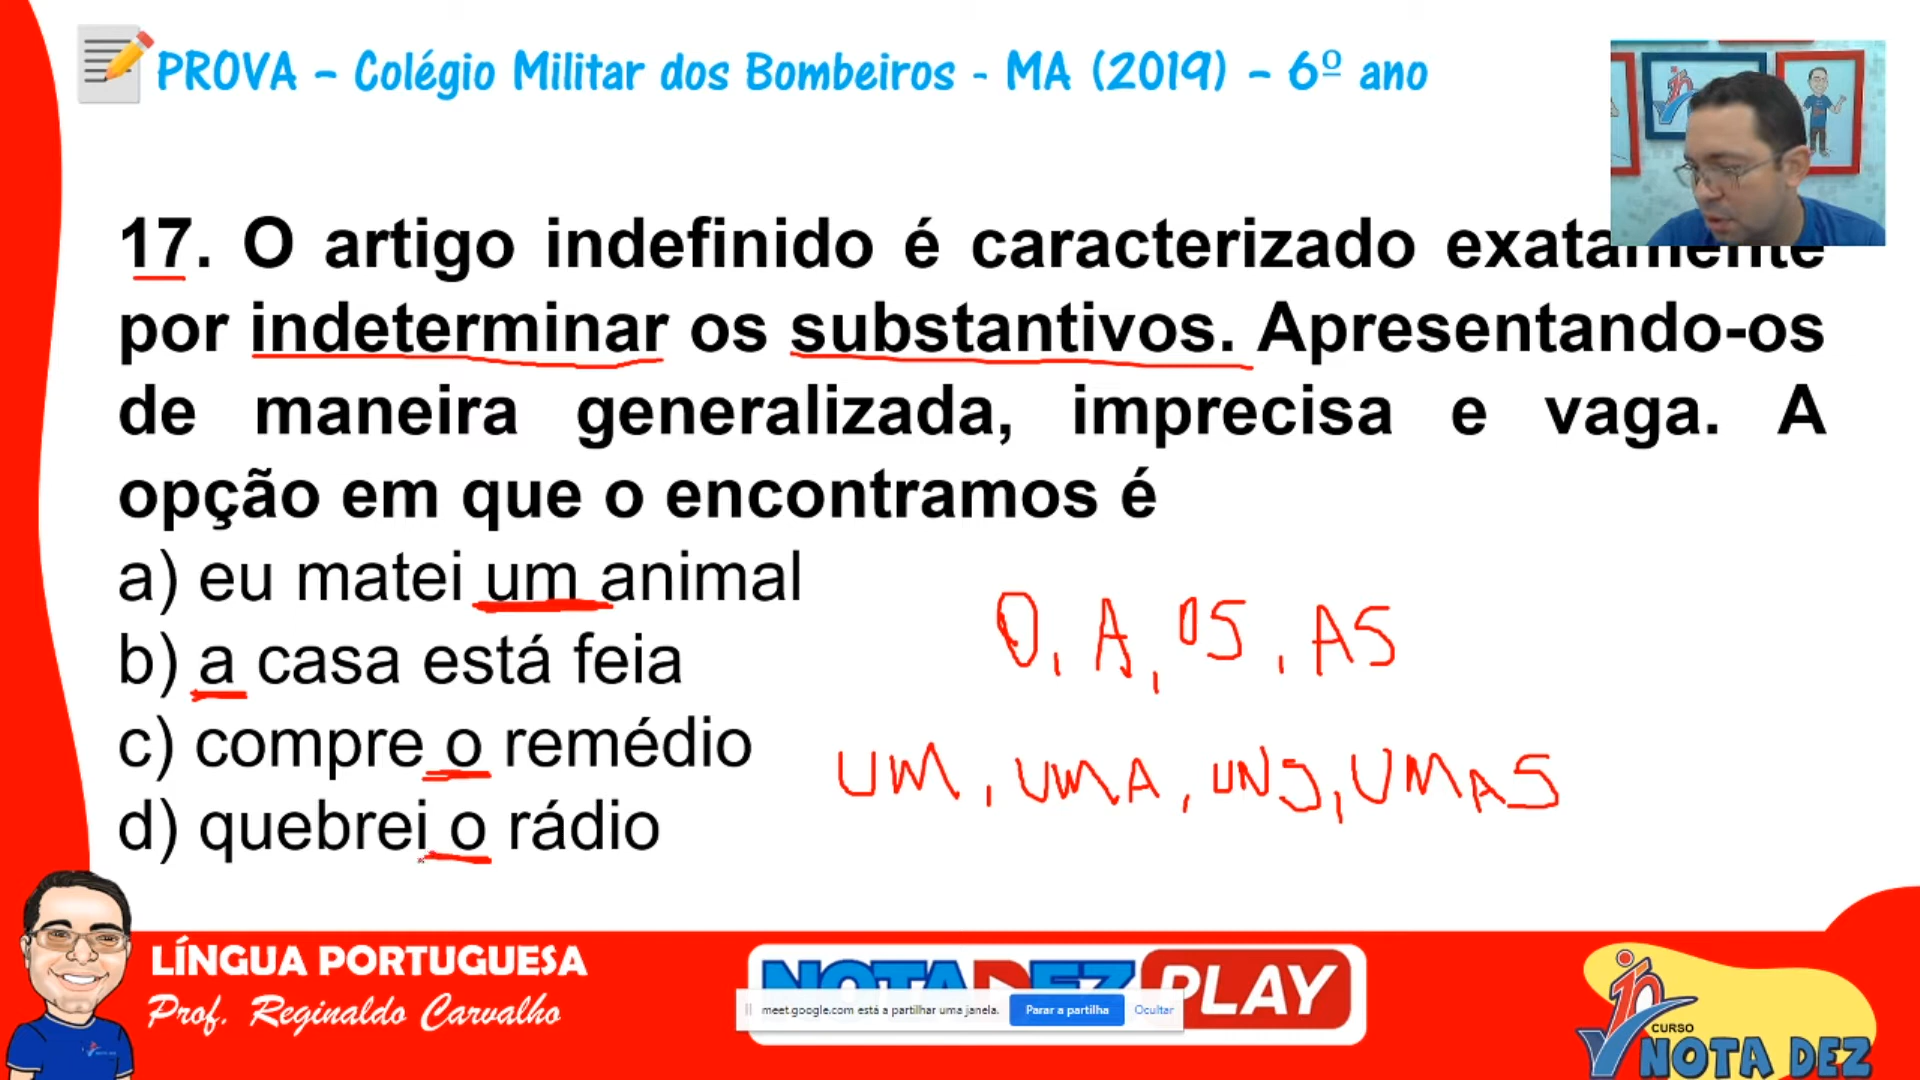 PROVA – Colégio Militar dos Bombeiros - MA (2019) – 6º ano
17. O artigo indefinido é caracterizado exatamente
por indeterminar os substantivos. Apresentando-os
de maneira generalizada, imprecisa e vaga. A
opção em que o encontramos é
a) eu matei um animal
b) a casa está feia
c) compre o remédio
d) quebrei o rádio
O, A, OS, AS
UM, UMA, UNS, UMAS
LÍNGUA PORTUGUESA
Prof. Reginaldo Carvalho
NOTA DEZ PLAY
meet.google.com está a partilhar uma janela. Parar a partilha Ocultar
CURSO
NOTA DEZ